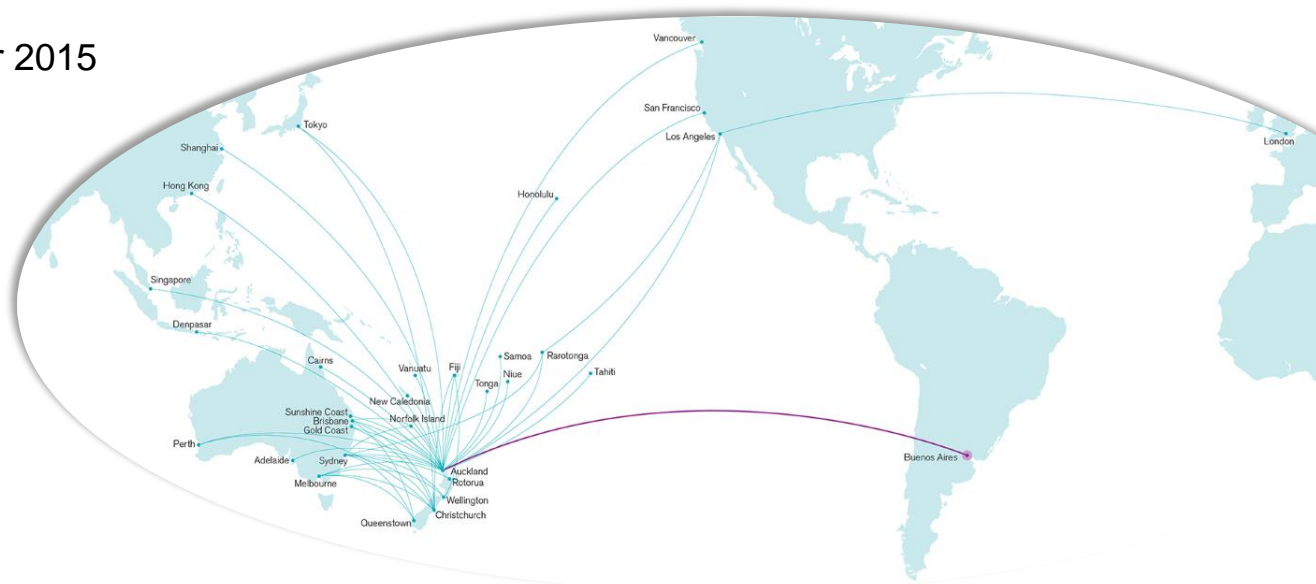 2015
Vancouver
San Francisco
Los Angeles
London
Tokyo
Shanghai
Hong Kong
Honolulu
Singapore
Denpasar
Cairns
Vanuatu
Fiji
Samoa
Rarotonga
Niue
Tahiti
Tonga
New Caledonia
Sunshine Coast
Brisbane
Gold Coast
Norfolk Island
Perth
Adelaide
Sydney
Melbourne
Auckland
Rotorua
Wellington
Christchurch
Queenstown
Buenos Aires